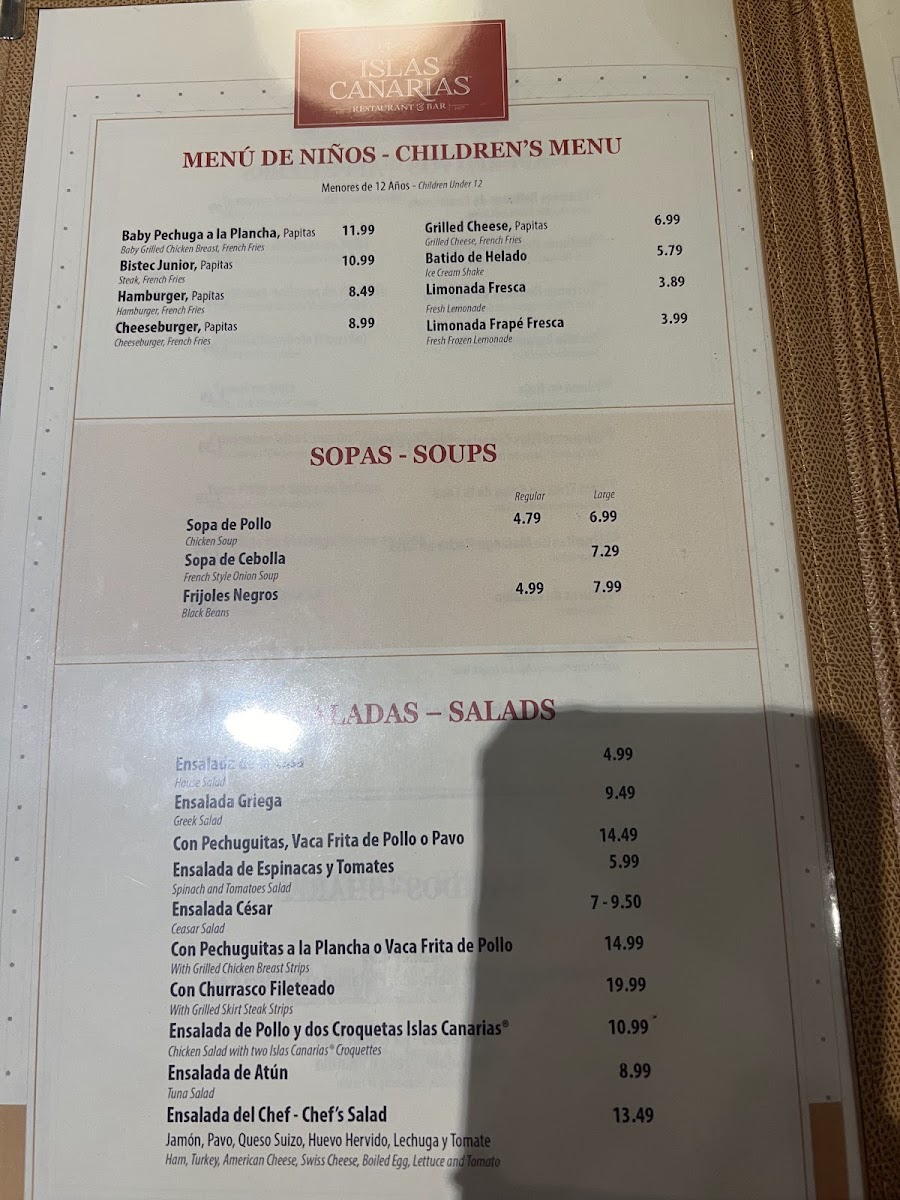 ISLAS
CANARIAS
RESTAURANT & BAR
MENÚ DE NIÑOS - CHILDREN'S MENU
Menores de 12 Años - Children Under 12
Baby Pechuga a la Plancha, Papitas 11.99
Baby Grilled Chicken Breast, French Fries
Bistec Junior, Papitas 10.99
Steak, French Fries
Hamburger, Papitas 8.49
Hamburger, French Fries
Cheeseburger, Papitas 8.99
Cheeseburger, French Fries
Grilled Cheese, Papitas 6.99
Grilled Cheese, French Fries
Batido de Helado 5.79
Ice Cream Shake
Limonada Fresca 3.89
Fresh Lemonade
Limonada Frapé Fresca 3.99
Fresh Frozen Lemonade
SOPAS - SOUPS
Regular Large
Sopa de Pollo 4.79 6.99
Chicken Soup
Sopa de Cebolla 7.29
French Style Onion Soup
Frijoles Negros 4.99 7.99
Black Beans
ALADAS – SALADS
Ensalada de la Casa 4.99
House Salad
Ensalada Griega 9.49
Greek Salad
Con Pechuguitas, Vaca Frita de Pollo o Pavo 14.49
Ensalada de Espinacas y Tomates 5.99
Spinach and Tomatoes Salad
Ensalada César 7 - 9.50
Ceasar Salad
Con Pechuguitas a la Plancha o Vaca Frita de Pollo 14.99
With Grilled Chicken Breast Strips
Con Churrasco Fileteado 19.99
With Grilled Skirt Steak Strips
Ensalada de Pollo y dos Croquetas Islas Canarias® 10.99
Chicken Salad with two Islas Canarias® Croquettes
Ensalada de Atún 8.99
Tuna Salad
Ensalada del Chef - Chef's Salad 13.49
Jamón, Pavo, Queso Suizo, Huevo Hervido, Lechuga y Tomate
Ham, Turkey, American Cheese, Swiss Cheese, Boiled Egg, Lettuce and Tomato